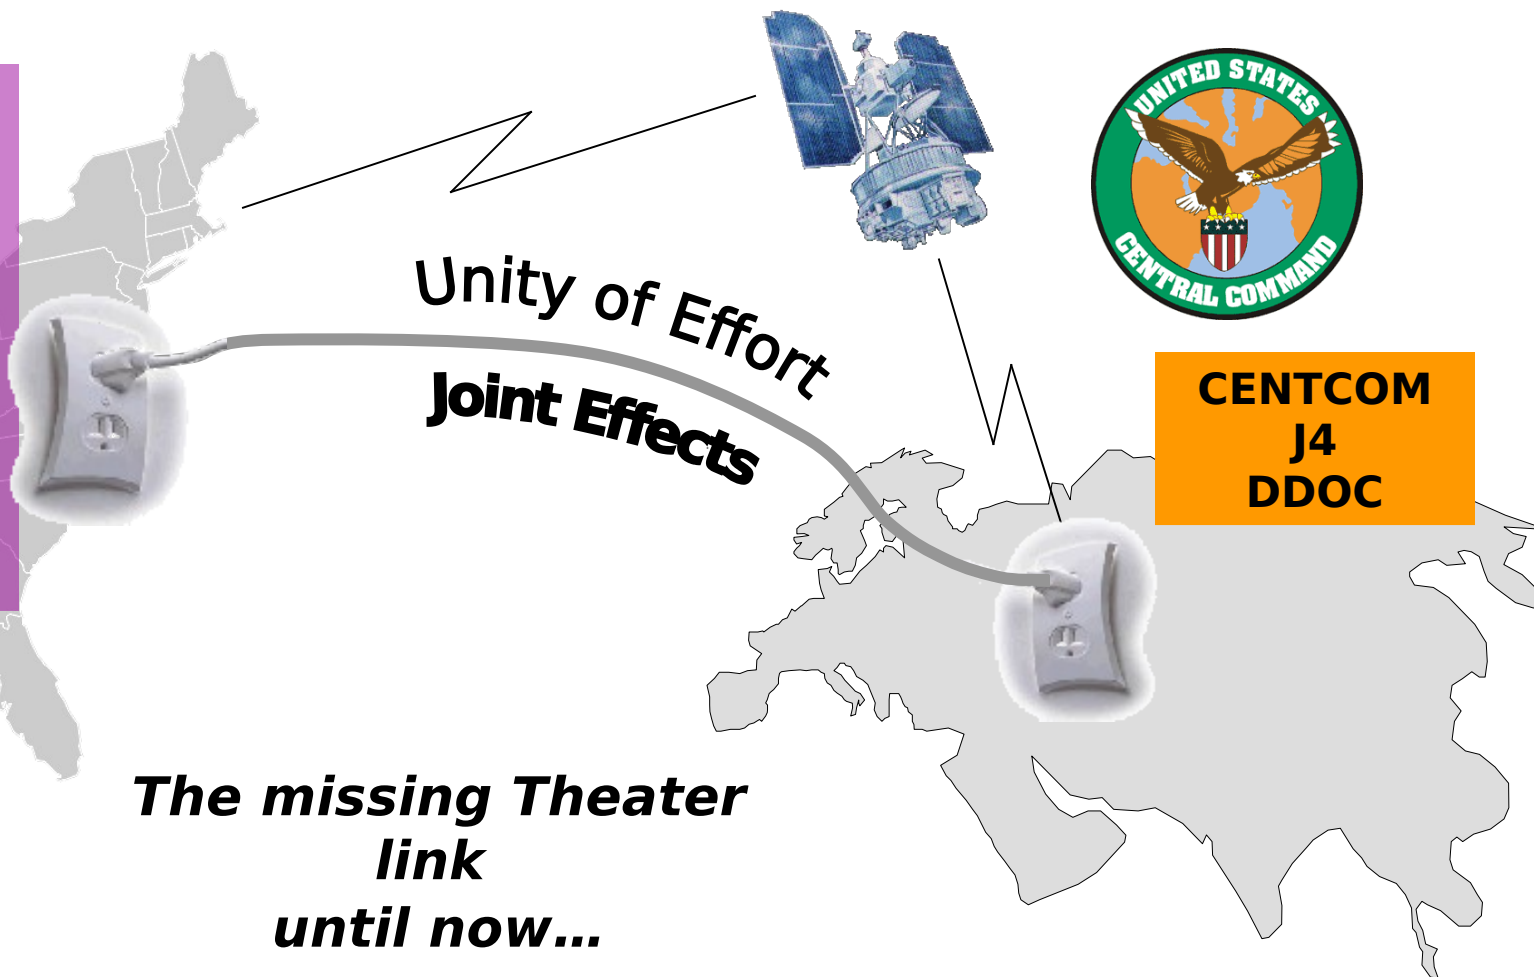 UNITED STATES
CENTRAL COMMAND
Unity of Effort
Joint Effects
CENTCOM
J4
DDOC
The missing Theater
link
until now…